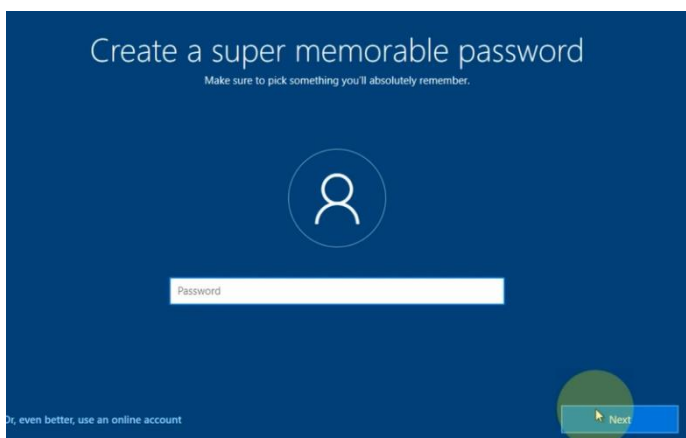 Create a super memorable password
Make sure to pick something you'll absolutely remember.
Password
Or, even better, use an online account
Next